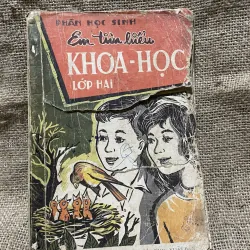 PHẦN HỌC SINH
Em tìm hiểu
KHOA-HỌC
LỚP HAI